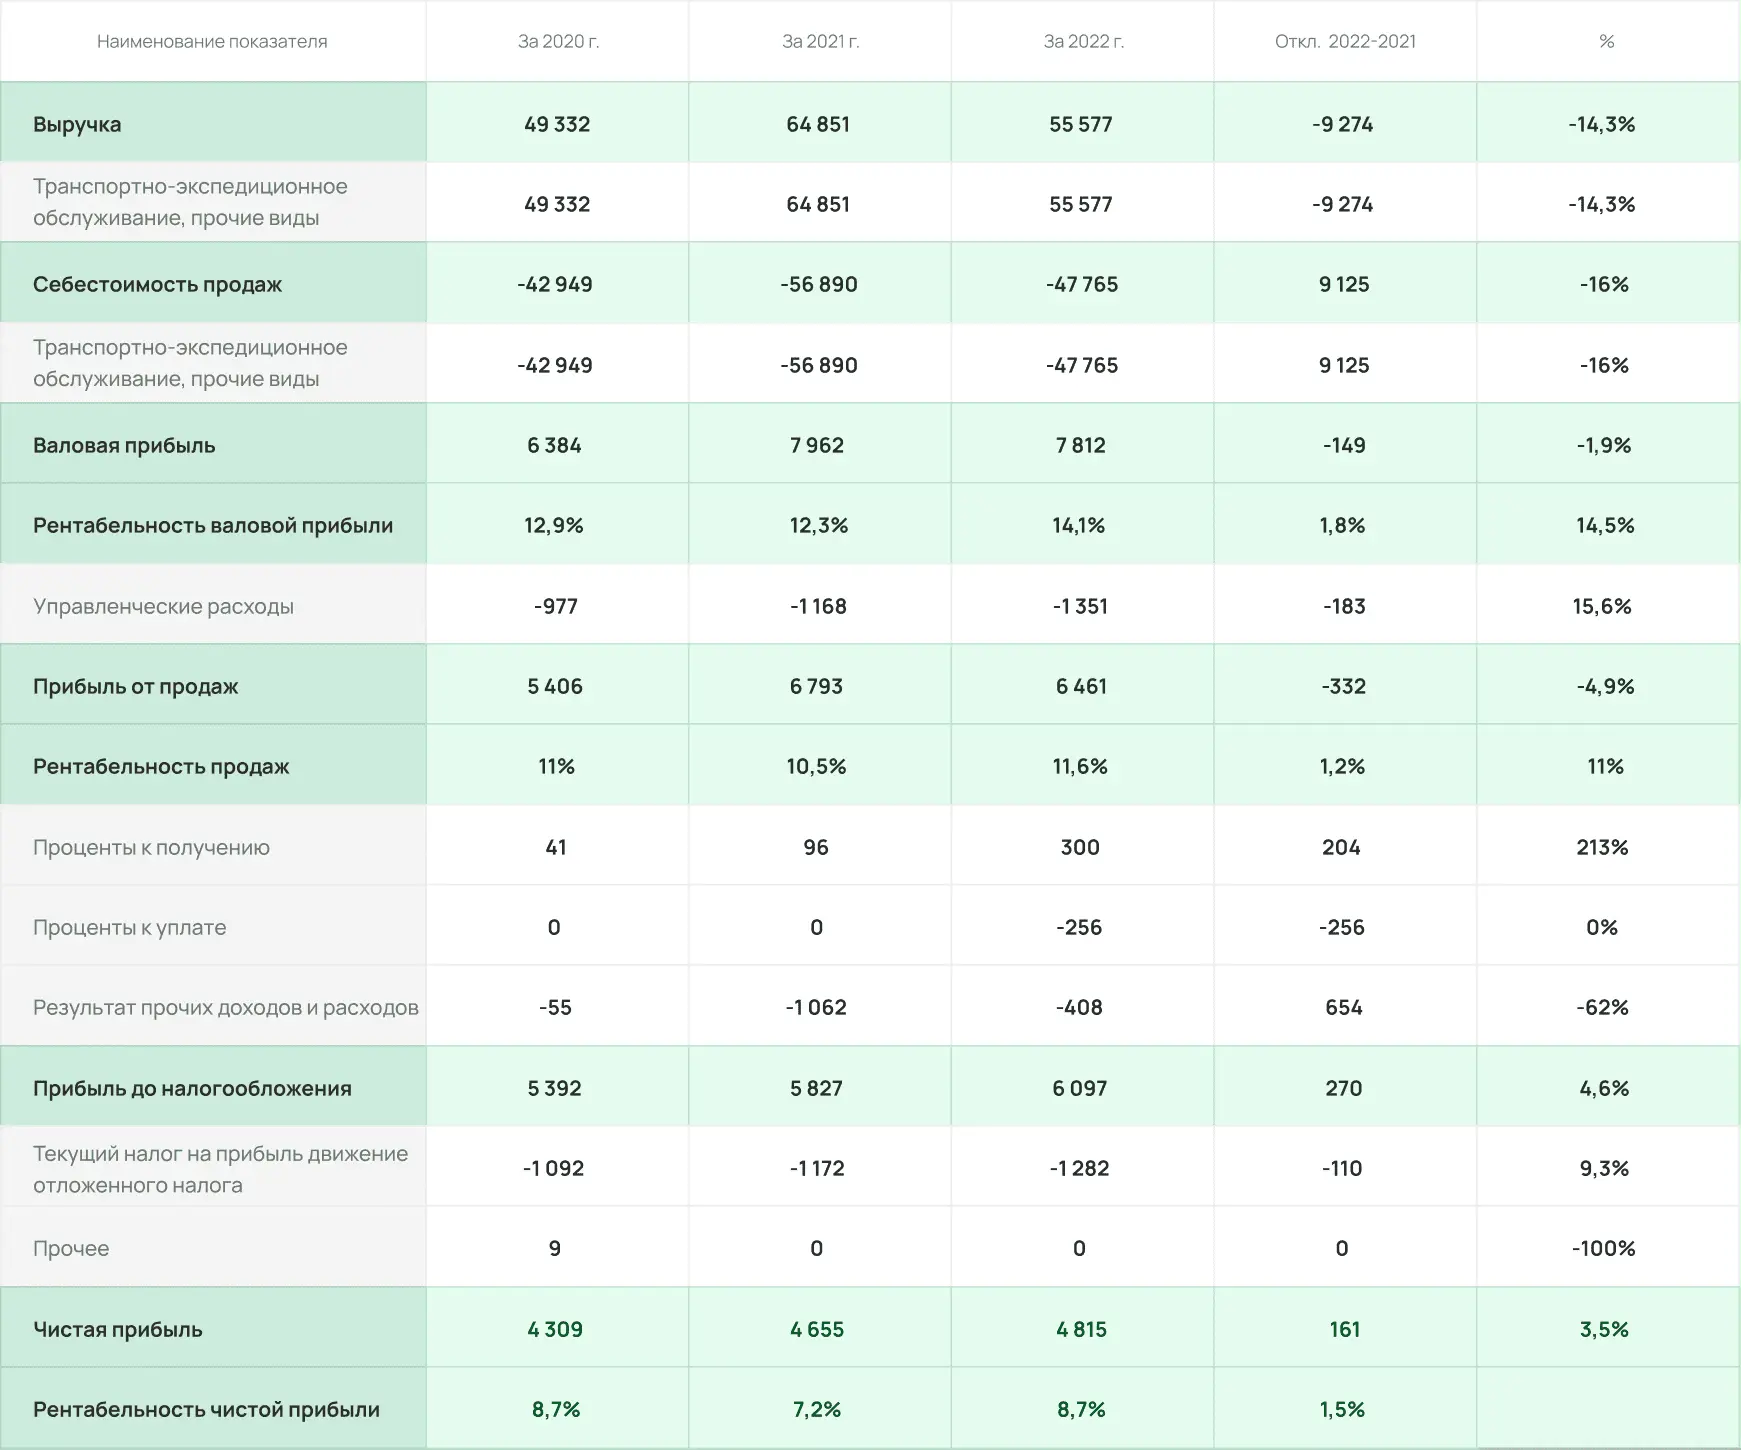 Наименование показателя За 2020 г. За 2021 г. За 2022 г. Откл. 2022-2021 %
Выручка 49 332 64 851 55 577 -9 274 -14,3%
Транспортно-экспедиционное
обслуживание, прочие виды 49 332 64 851 55 577 -9 274 -14,3%
Себестоимость продаж -42 949 -56 890 -47 765 9 125 -16%
Транспортно-экспедиционное
обслуживание, прочие виды -42 949 -56 890 -47 765 9 125 -16%
Валовая прибыль 6 384 7 962 7 812 -149 -1,9%
Рентабельность валовой прибыли 12,9% 12,3% 14,1% 1,8% 14,5%
Управленческие расходы -977 -1 168 -1 351 -183 15,6%
Прибыль от продаж 5 406 6 793 6 461 -332 -4,9%
Рентабельность продаж 11% 10,5% 11,6% 1,2% 11%
Проценты к получению 41 96 300 204 213%
Проценты к уплате 0 0 -256 -256 0%
Результат прочих доходов и расходов -55 -1 062 -408 654 -62%
Прибыль до налогообложения 5 392 5 827 6 097 270 4,6%
Текущий налог на прибыль движение
отложенного налога -1 092 -1 172 -1 282 -110 9,3%
Прочее 9 0 0 0 -100%
Чистая прибыль 4 309 4 655 4 815 161 3,5%
Рентабельность чистой прибыли 8,7% 7,2% 8,7% 1,5%